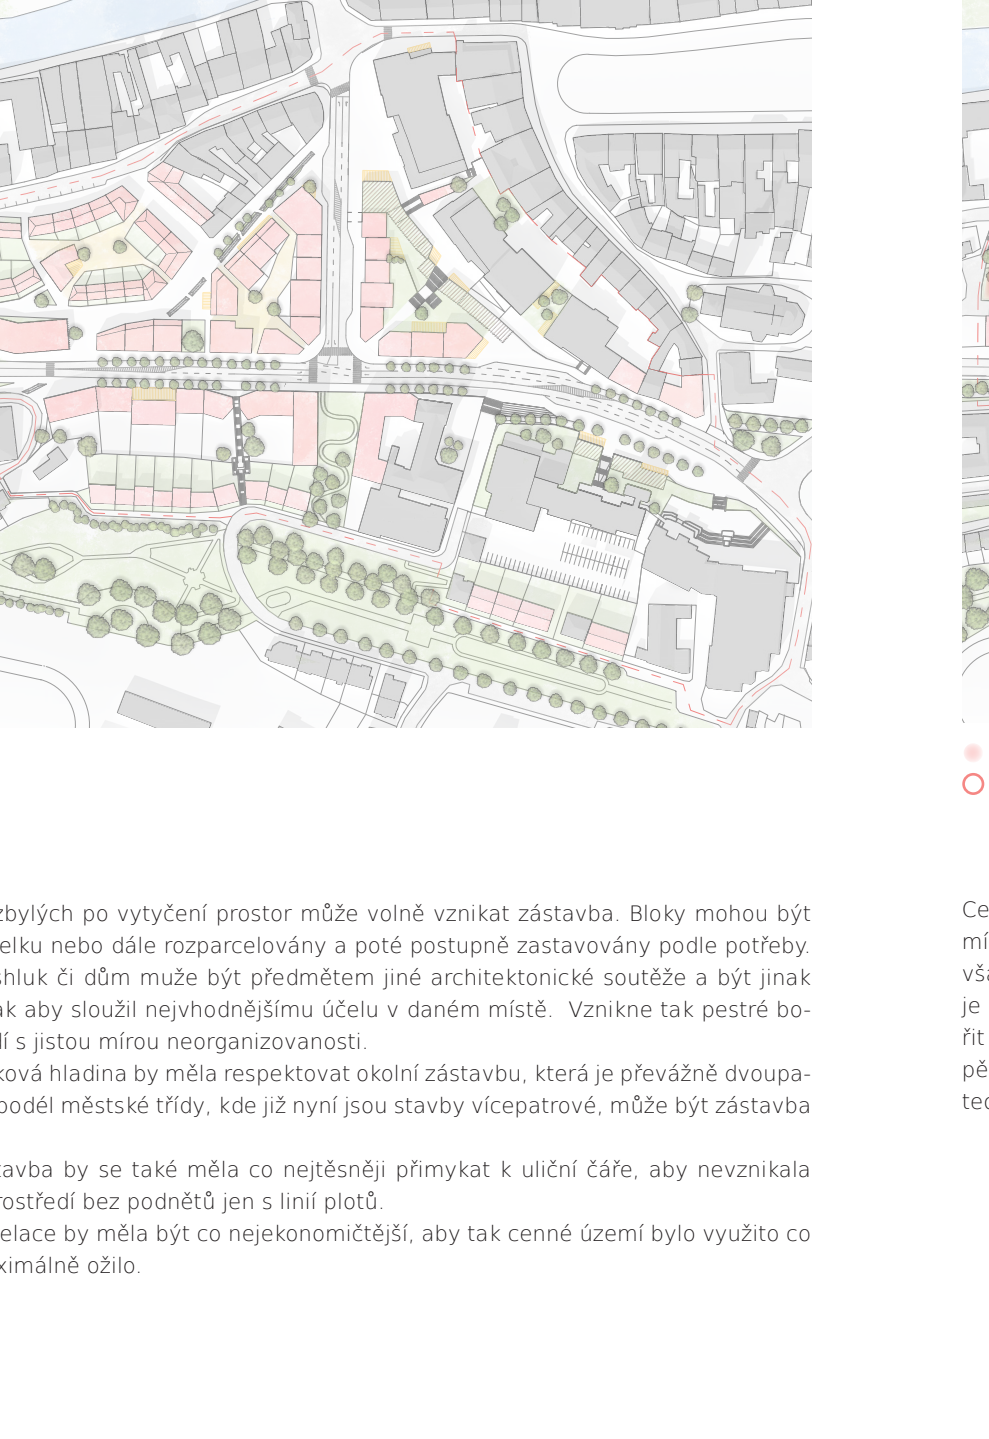 zbylých po vytyčení prostor může volně vznikat zástavba. Bloky mohou být
elku nebo dále rozparcelovány a poté postupně zastavovány podle potřeby.
shluk či dům muže být předmětem jiné architektonické soutěže a být jinak
ak aby sloužil nejvhodnějšímu účelu v daném místě. Vznikne tak pestré bo-
dí s jistou mírou neorganizovanosti.
ková hladina by měla respektovat okolní zástavbu, která je převážně dvoupa-
podél městské třídy, kde již nyní jsou stavby vícepatrové, může být zástavba
tavba by se také měla co nejtěsněji přimykat k uliční čáře, aby nevznikala
rostředí bez podnětů jen s linií plotů.
elace by měla být co nejekonomičtější, aby tak cenné území bylo využito co
ximálně ožilo.
Ce
mí
vša
je
řit
pě
tec